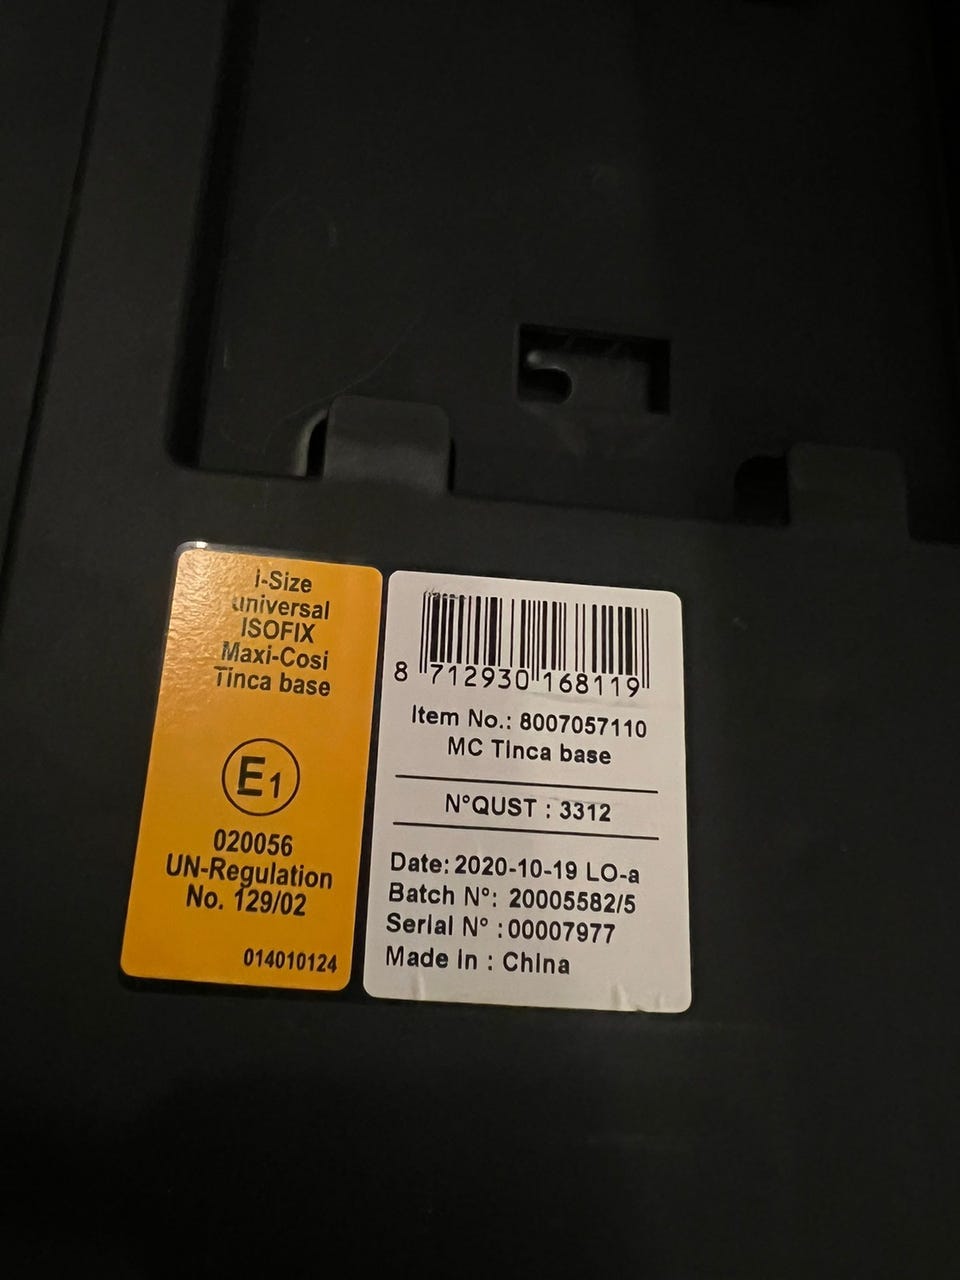 i-Size
universal
ISOFIX
Maxi-Cosi
Tinca base
E1
020056
UN-Regulation
No. 129/02
014010124
8 712930 168119
Item No.: 8007057110
MC Tinca base
N°QUST : 3312
Date: 2020-10-19 LO-a
Batch N°: 20005582/5
Serial N° : 00007977
Made in : China